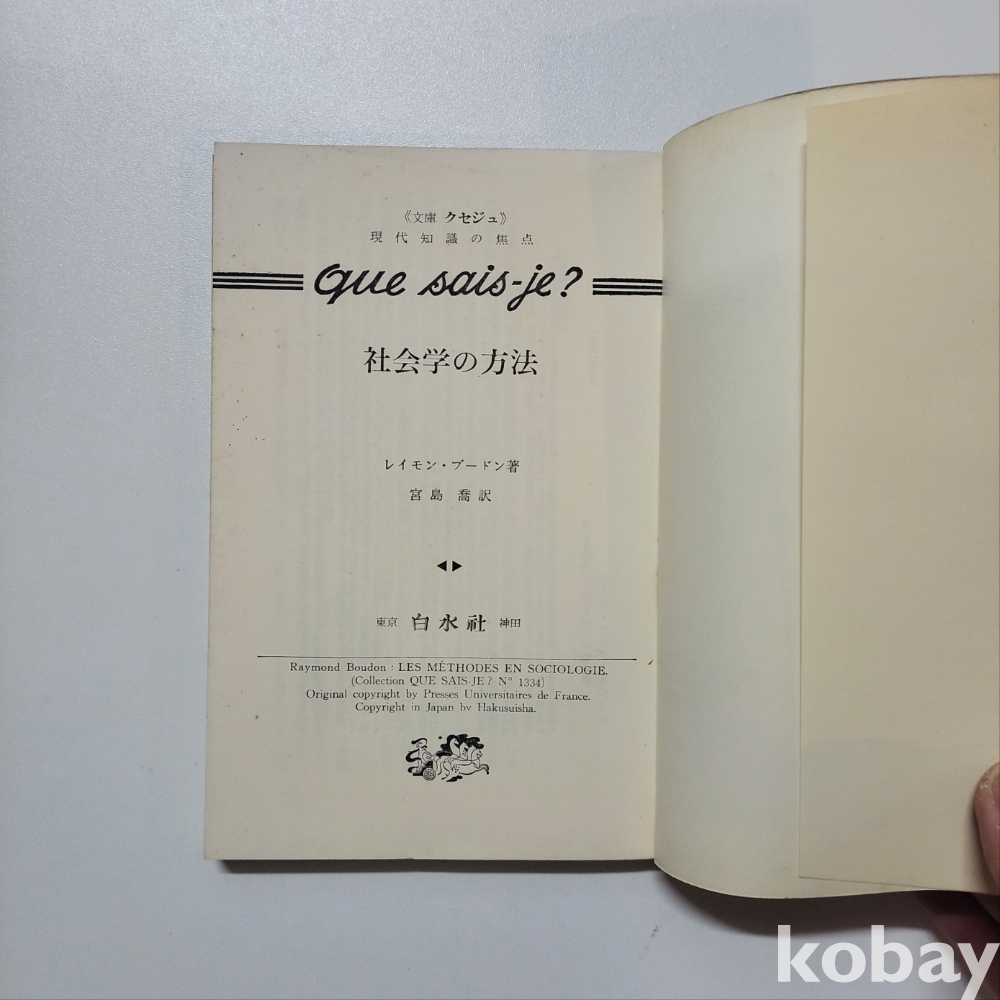 《文庫 クセジュ》
現代知識の焦点
Que sais-je?
社会学の方法
レイモン・ブードン著
宮島 喬訳
東京 白水社 神田
Raymond Boudon : LES MÉTHODES EN SOCIOLOGIE.
(Collection QUE SAIS-JE? N° 1334)
Original copyright by Presses Universitaires de France.
Copyright in Japan by Hakusuisha.
kobay